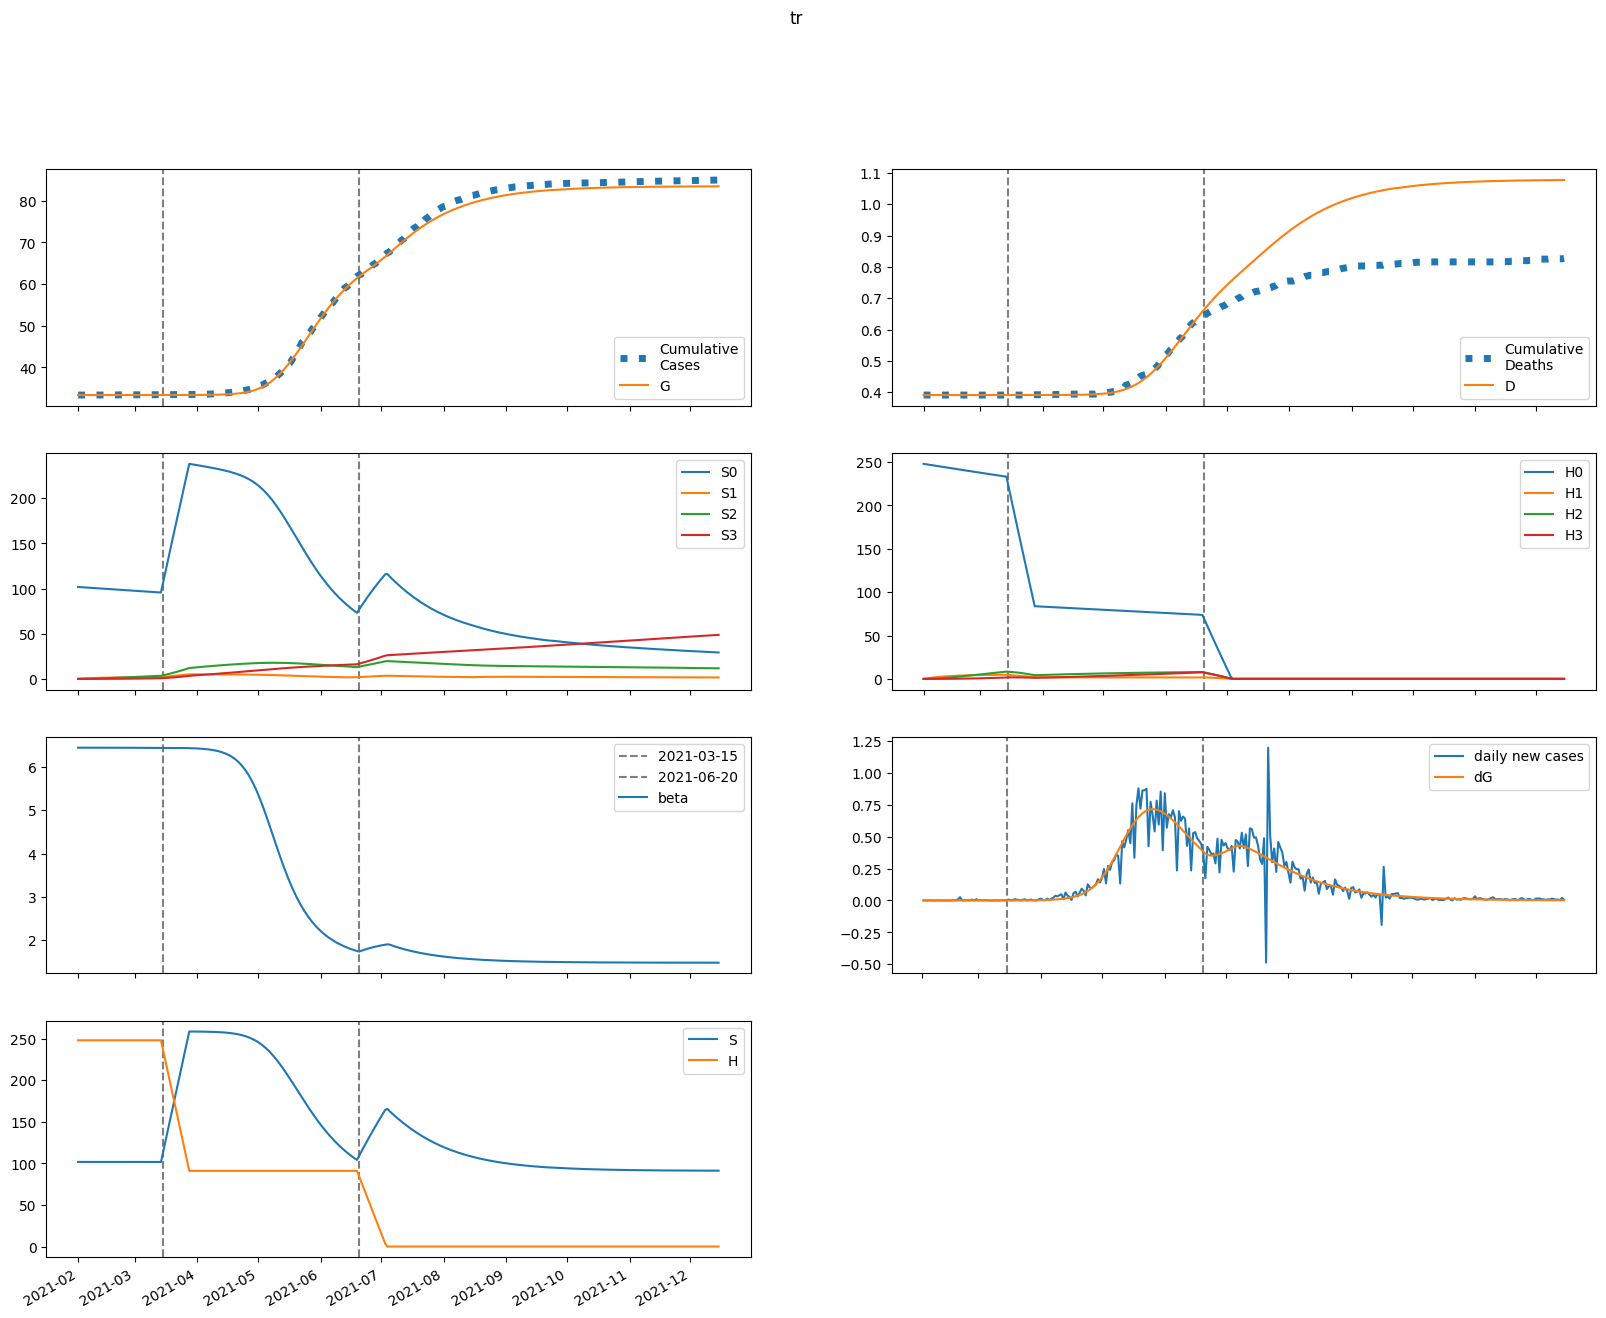 tr
80
70
60
50
40
Cumulative
Cases
G
1.1
1.0
0.9
0.8
0.7
0.6
0.5
0.4
Cumulative
Deaths
D
200
150
100
50
0
S0
S1
S2
S3
250
200
150
100
50
0
H0
H1
H2
H3
6
5
4
3
2
2021-03-15
2021-06-20
beta
1.25
1.00
0.75
0.50
0.25
0.00
−0.25
−0.50
daily new cases
dG
250
200
150
100
50
0
S
H
2021-02
2021-03
2021-04
2021-05
2021-06
2021-07
2021-08
2021-09
2021-10
2021-11
2021-12